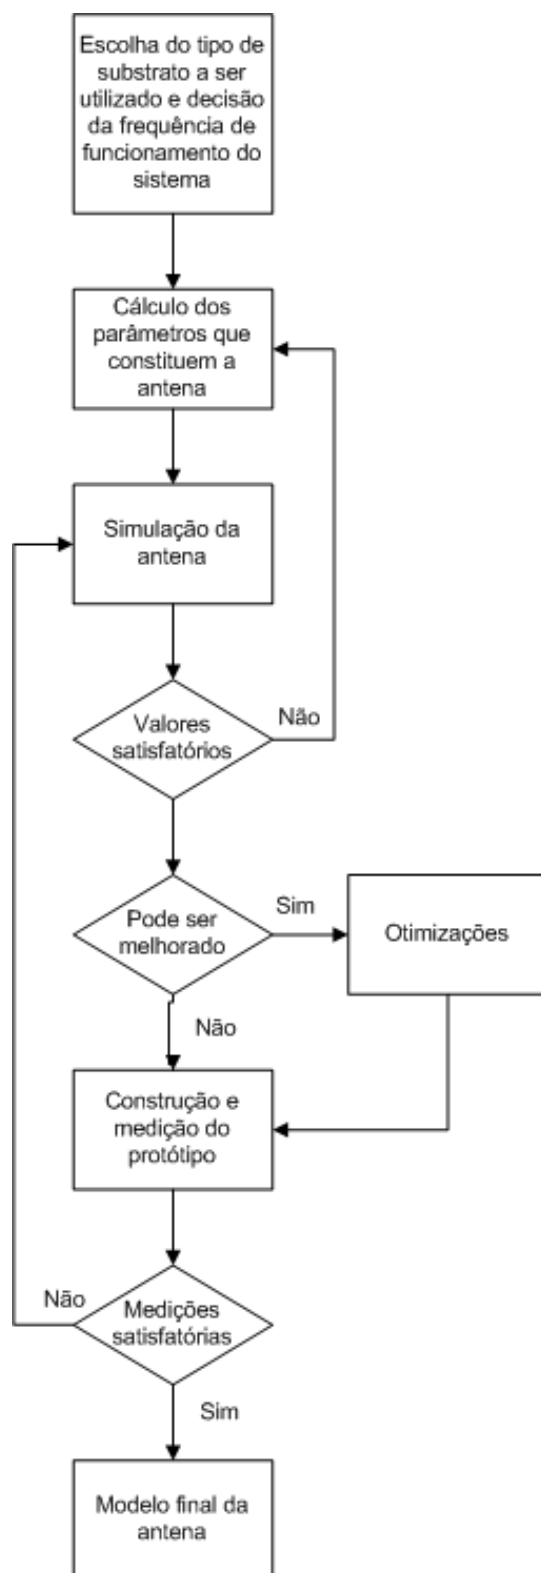 Escolha do tipo de
substrato a ser
utilizado e decisão
da frequência de
funcionamento do
sistema
Cálculo dos
parâmetros que
constituem a
antena
Simulação da
antena
Valores
satisfatórios
Não
Pode ser
melhorado
Sim
Otimizações
Não
Construção e
medição do
protótipo
Não
Medições
satisfatórias
Sim
Modelo final da
antena